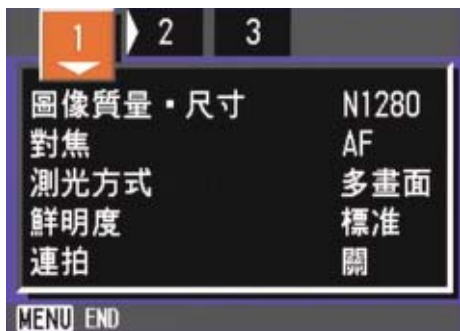 1 2 3
圖像質量・尺寸 N1280
對焦 AF
測光方式 多畫面
鮮明度 標准
連拍 關
MENU END